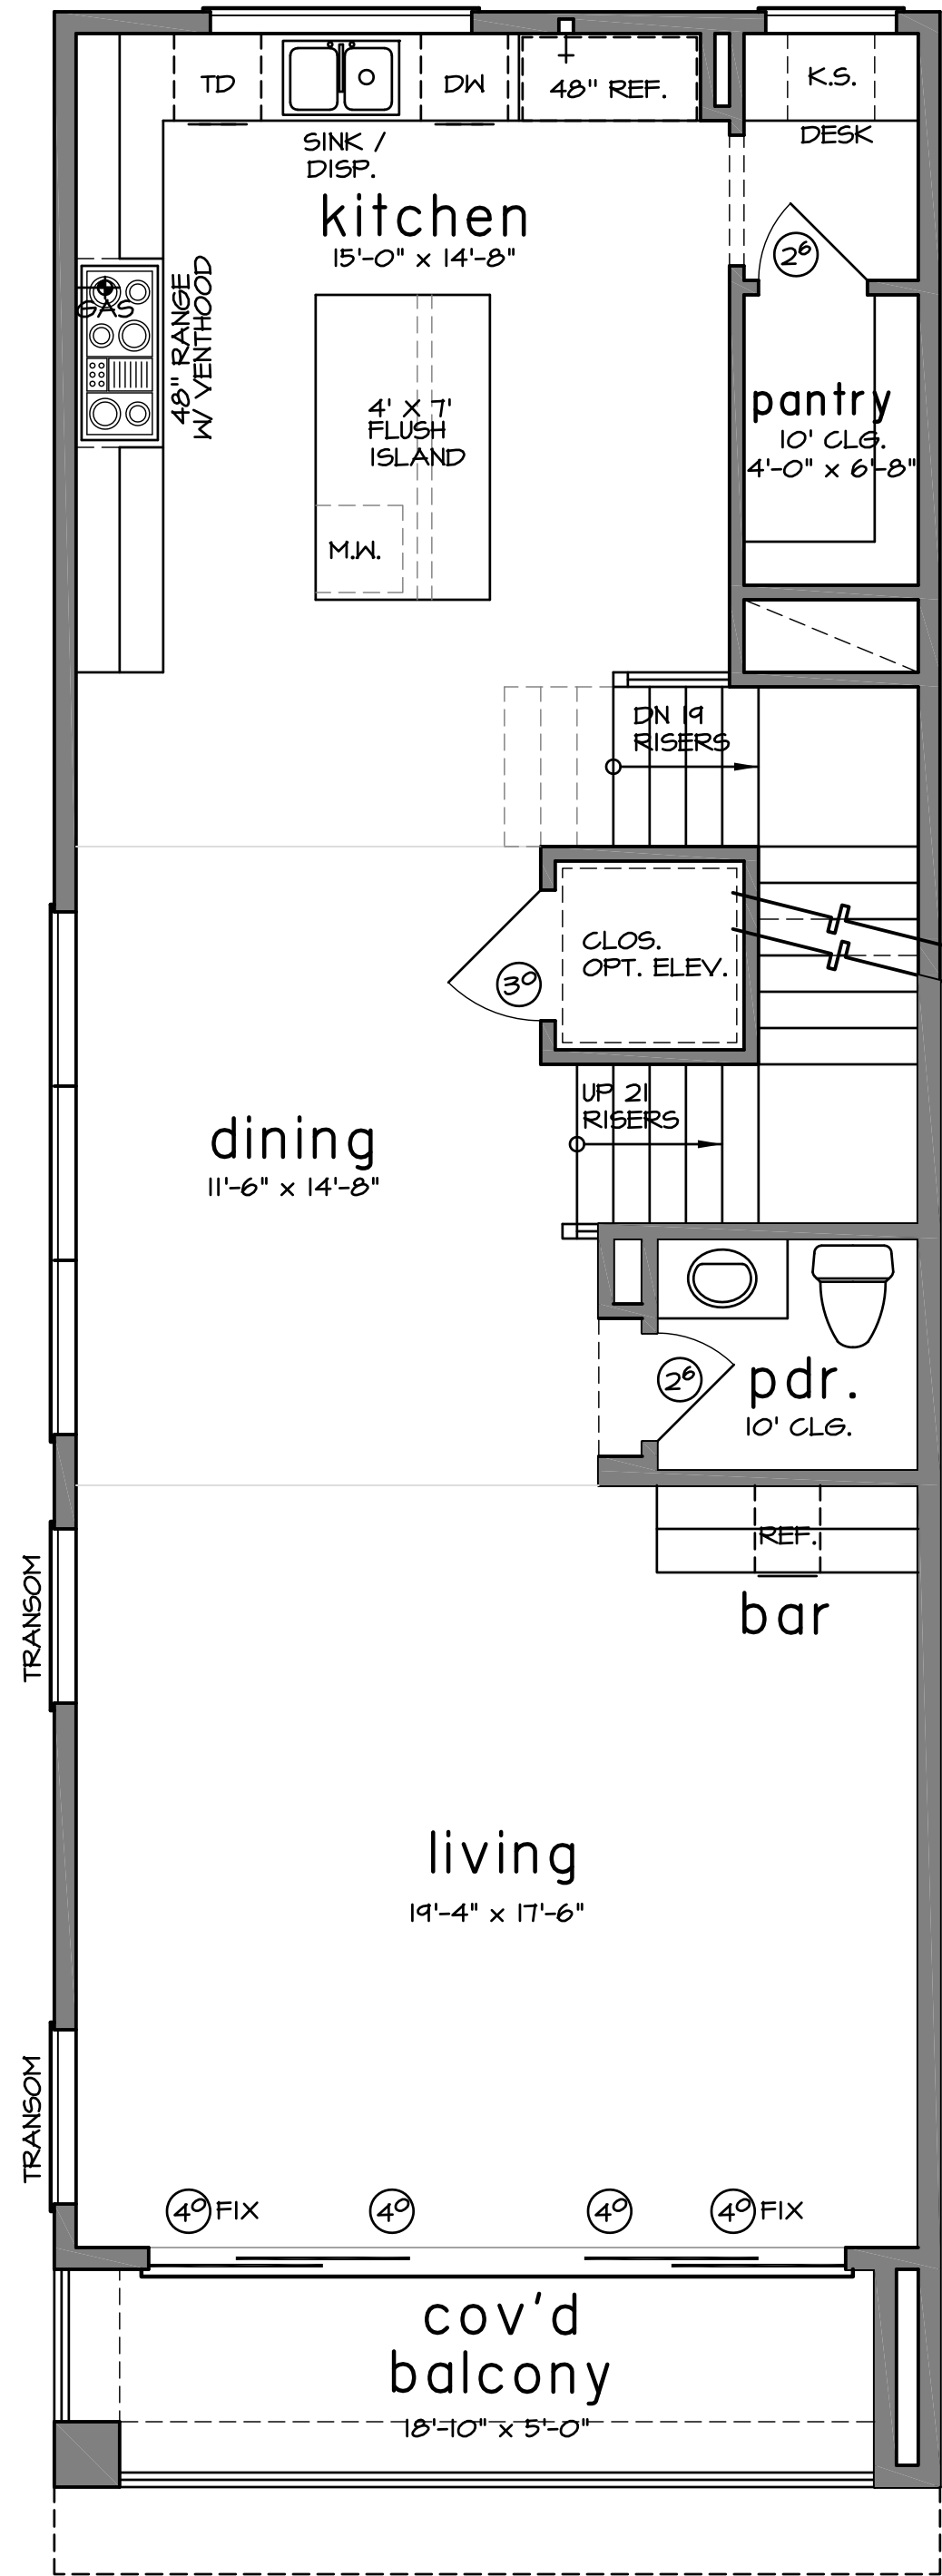 TD
DW
48" REF.
K.S.
SINK /
DISP.
DESK
kitchen
15'-0" x 14'-8"
2⁶
GAS
48" RANGE
W/ VENTHOOD
4' X 7'
FLUSH
ISLAND
M.W.
pantry
10' CLG.
4'-0" x 6'-8"
DN 19
RISERS
CLOS.
OPT. ELEV.
3⁰
UP 21
RISERS
dining
11'-6" x 14'-8"
2⁶
pdr.
10' CLG.
REF.
bar
TRANSOM
living
19'-4" x 17'-6"
TRANSOM
4⁰ FIX
4⁰
4⁰
4⁰ FIX
cov'd
balcony
18'-10" x 5'-0"